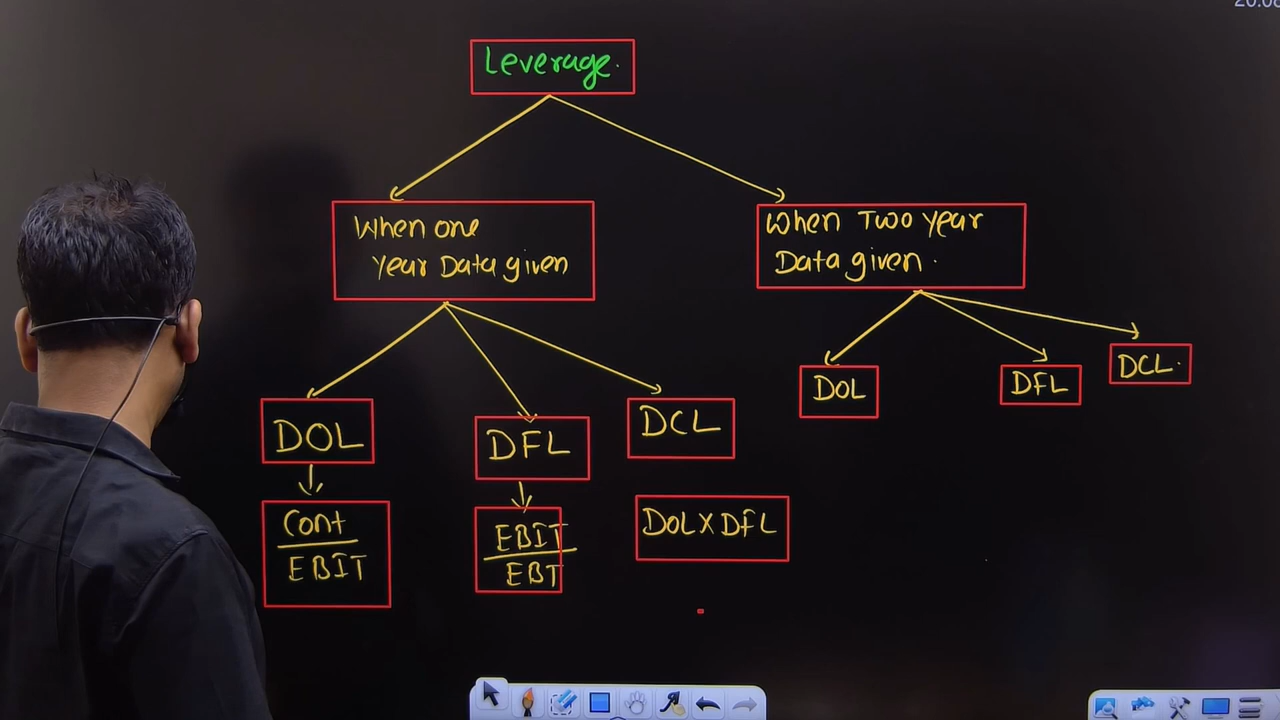 Leverage.
When one
Year Data given
When Two year
Data given.
DOL
DFL
DCL
Cont
EBIT
EBIT
EBT
DOL X DFL
DOL
DFL
DCL.